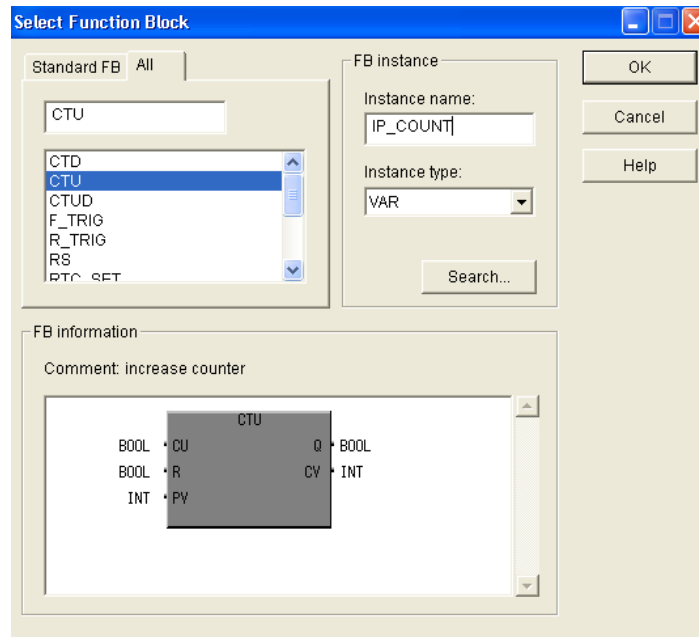 Select Function Block
Standard FB All
CTU
CTD
CTU
CTUD
F_TRIG
R_TRIG
RS
RTC_SET
FB instance
Instance name:
IP_COUNT
Instance type:
VAR
Search...
OK
Cancel
Help
FB information
Comment: increase counter
CTU
BOOL CU Q BOOL
BOOL R CV INT
INT PV